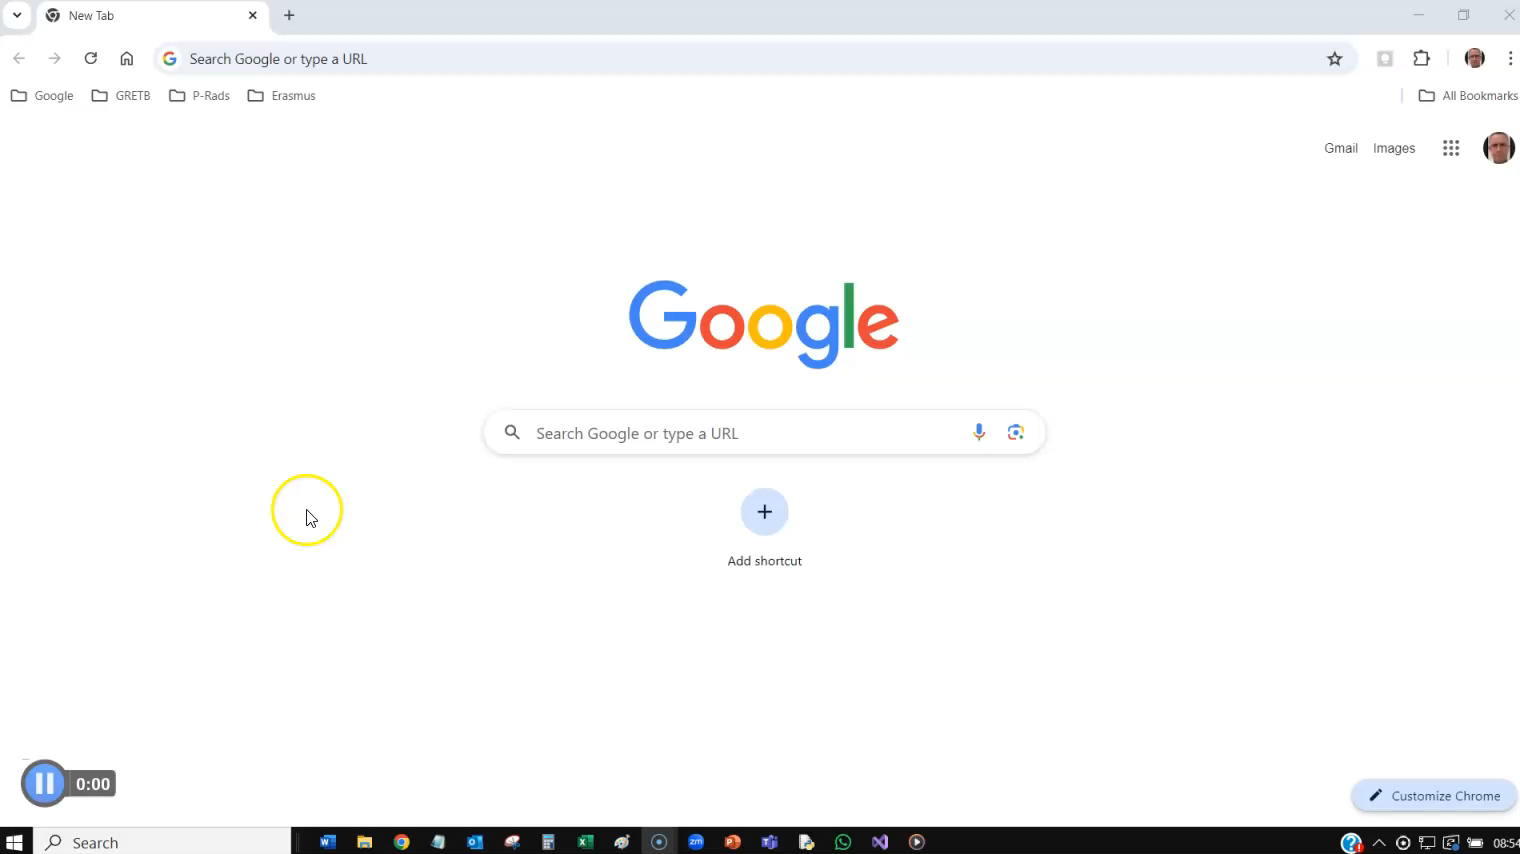 New Tab
Search Google or type a URL
Google GRETB P-Rads Erasmus All Bookmarks
Gmail Images
Google
Search Google or type a URL
Add shortcut
0:00
Customize Chrome
Search
08:54